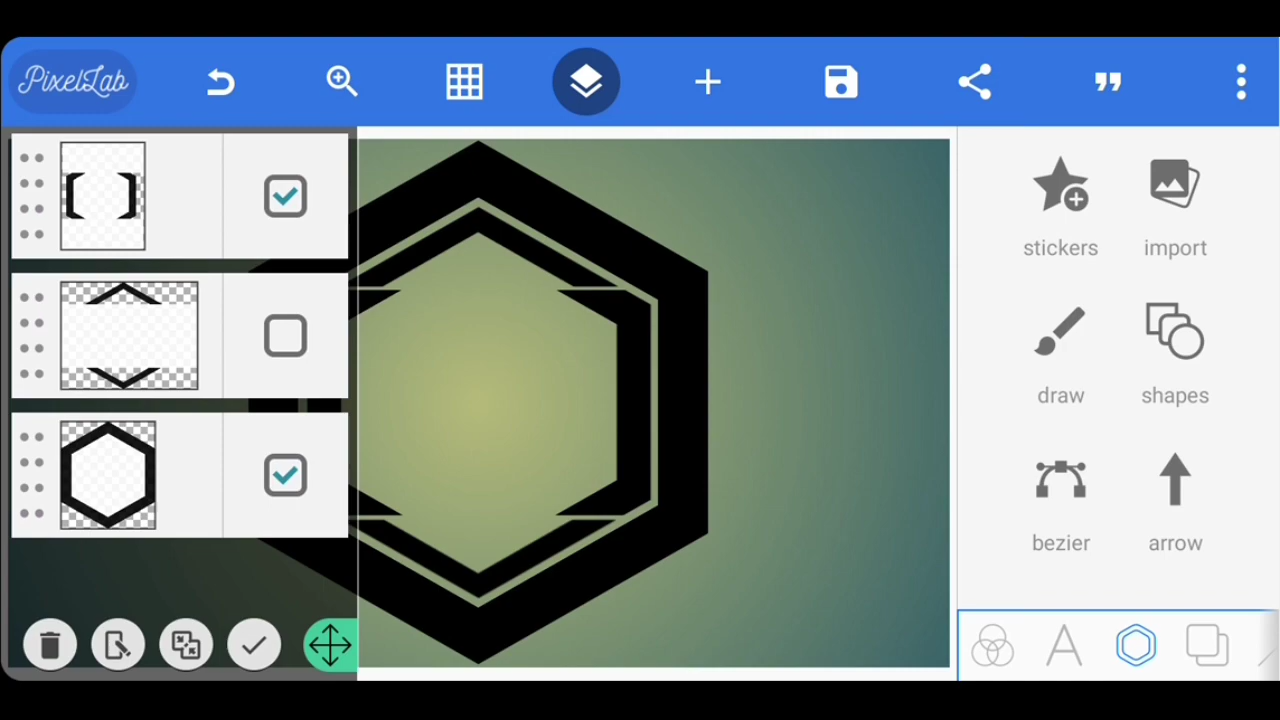 PixelLab
stickers
import
draw
shapes
bezier
arrow